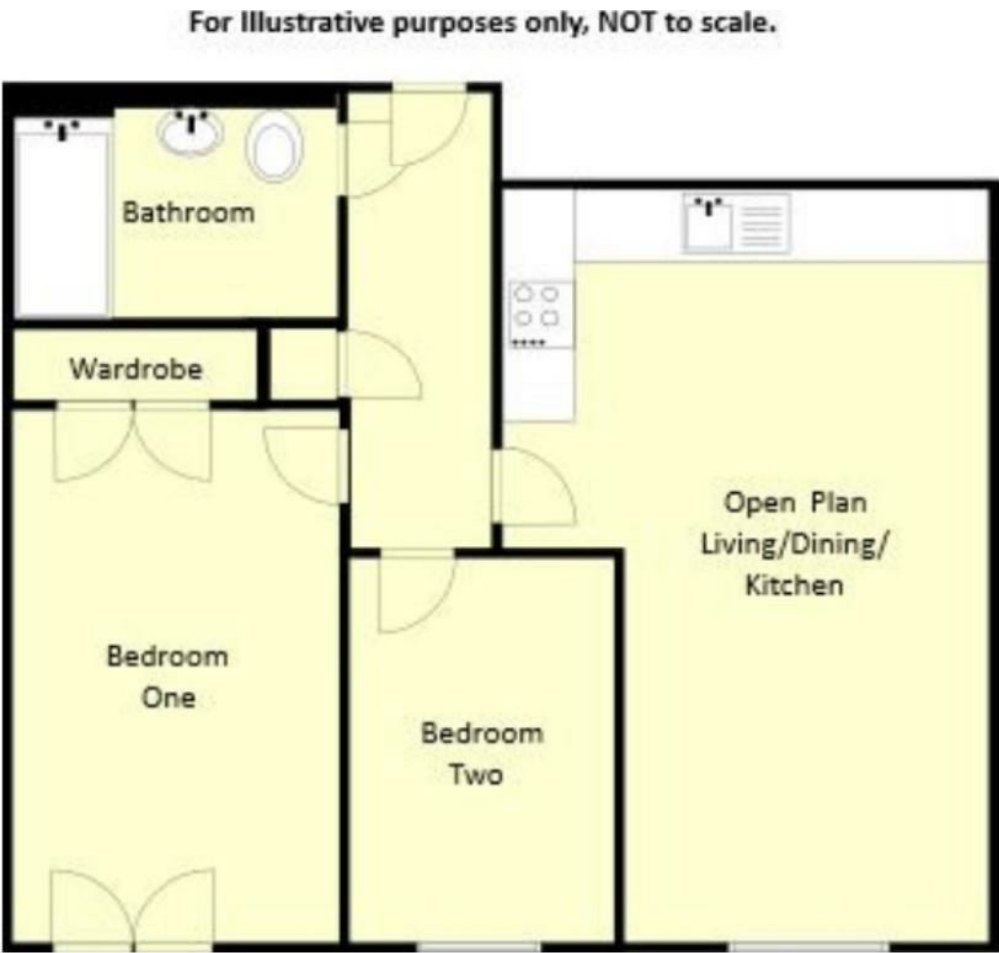 For Illustrative purposes only, NOT to scale.
Bathroom
Wardrobe
Open Plan
Living/Dining/
Kitchen
Bedroom
One
Bedroom
Two